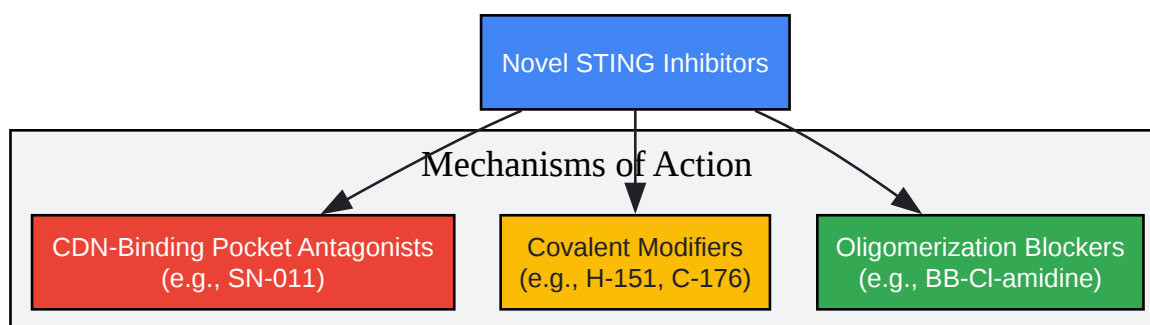 Novel STING Inhibitors
Mechanisms of Action
CDN-Binding Pocket Antagonists
(e.g., SN-011)
Covalent Modifiers
(e.g., H-151, C-176)
Oligomerization Blockers
(e.g., BB-Cl-amidine)